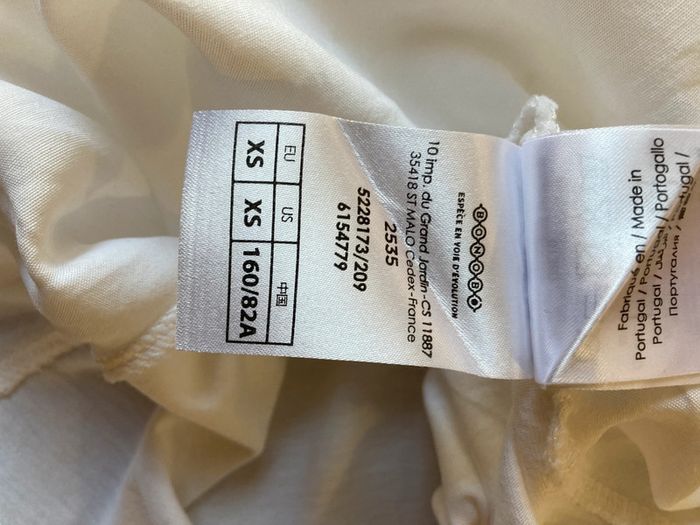 BONOBO
ESPÈCE EN VOIE D'ÉVOLUTION
10 imp. du Grand Jardin-CS 11887
35418 ST MALO Cedex-France
2535
5228173/209
6154779
EU US 中国
XS XS 160/82A
Fabriqué en / Made in
Portugal / Portogallo
Portugal /
Португалия /